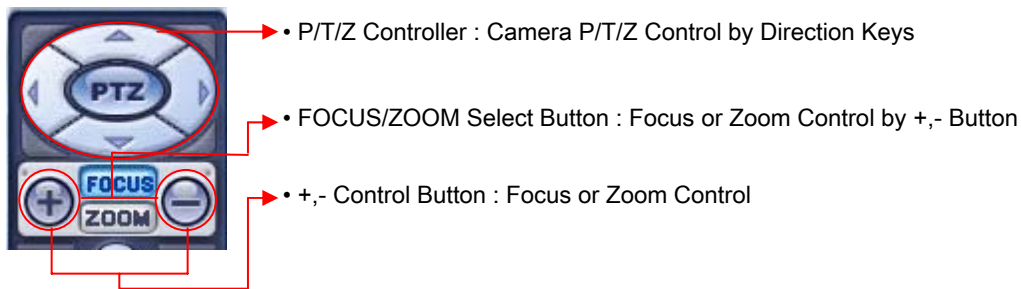 • P/T/Z Controller : Camera P/T/Z Control by Direction Keys
PTZ
• FOCUS/ZOOM Select Button : Focus or Zoom Control by +,- Button
FOCUS
ZOOM
• +,- Control Button : Focus or Zoom Control